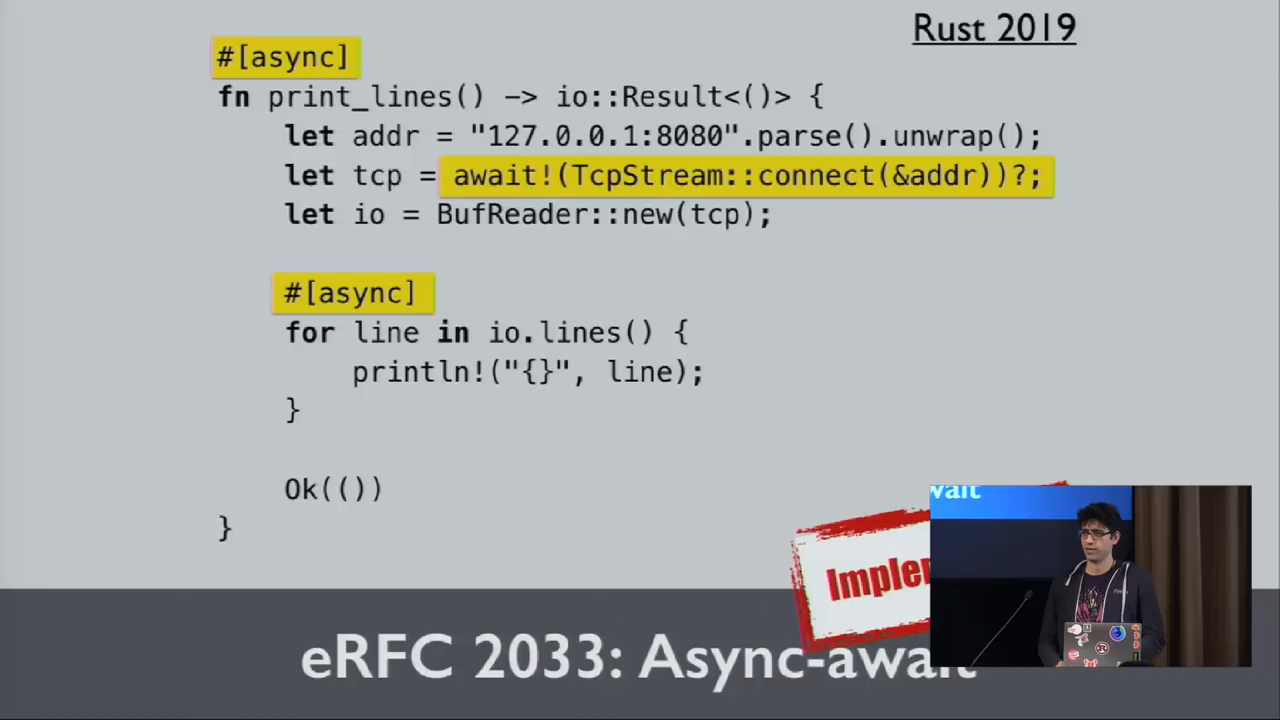 Rust 2019
#[async]
fn print_lines() -> io::Result<()> {
let addr = "127.0.0.1:8080".parse().unwrap();
let tcp = await!(TcpStream::connect(&addr))?;
let io = BufReader::new(tcp);
#[async]
for line in io.lines() {
println!("{}", line);
}
Ok(())
}
eRFC 2033: Async-await